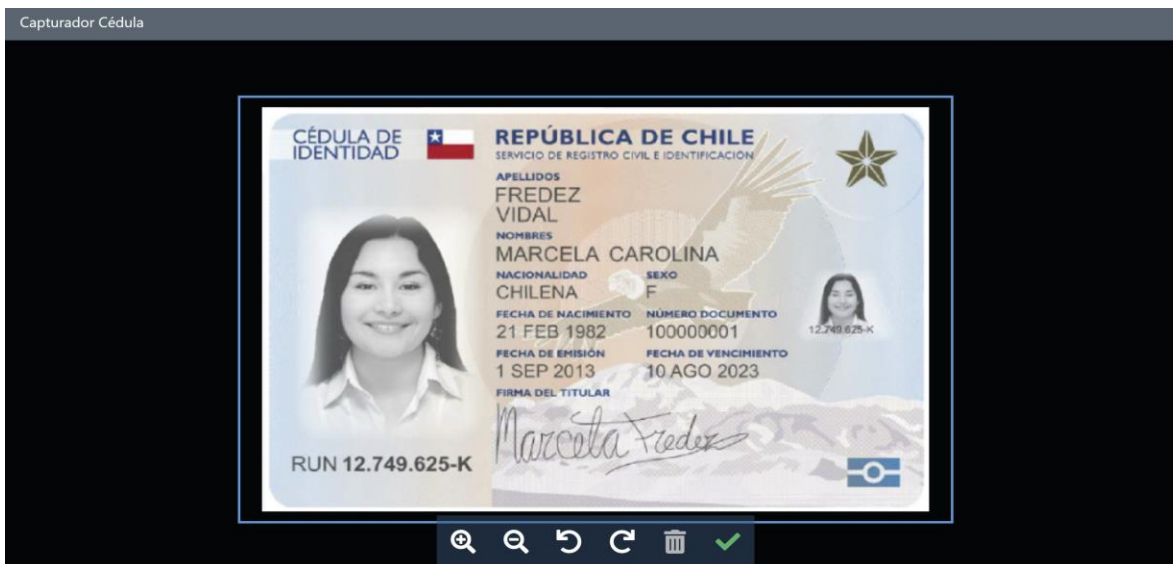 Capturador Cédula
CÉDULA DE
IDENTIDAD
REPÚBLICA DE CHILE
SERVICIO DE REGISTRO CIVIL E IDENTIFICACIÓN
APELLIDOS
FREDEZ
VIDAL
NOMBRES
MARCELA CAROLINA
NACIONALIDAD SEXO
CHILENA F
FECHA DE NACIMIENTO NÚMERO DOCUMENTO
21 FEB 1982 100000001
12.749.625-K
FECHA DE EMISIÓN FECHA DE VENCIMIENTO
1 SEP 2013 10 AGO 2023
FIRMA DEL TITULAR
Marcela Fredez
RUN 12.749.625-K